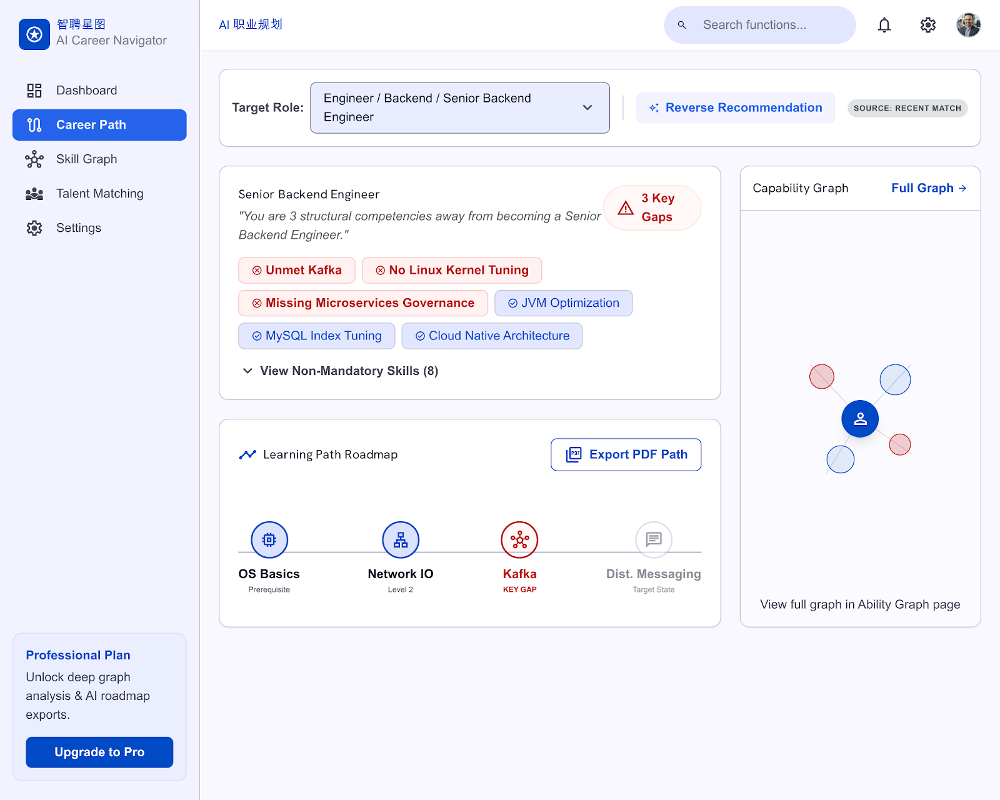 智聘星图
AI Career Navigator
Dashboard
Career Path
Skill Graph
Talent Matching
Settings
Professional Plan
Unlock deep graph
analysis & AI roadmap
exports.
Upgrade to Pro
AI 职业规划
Search functions...
Target Role:
Engineer / Backend / Senior Backend
Engineer
Reverse Recommendation
SOURCE: RECENT MATCH
Senior Backend Engineer
"You are 3 structural competencies away from becoming a Senior
Backend Engineer."
3 Key
Gaps
Unmet Kafka
No Linux Kernel Tuning
Missing Microservices Governance
JVM Optimization
MySQL Index Tuning
Cloud Native Architecture
View Non-Mandatory Skills (8)
Learning Path Roadmap
PDF
Export PDF Path
OS Basics
Prerequisite
Network IO
Level 2
Kafka
KEY GAP
Dist. Messaging
Target State
Capability Graph
Full Graph
View full graph in Ability Graph page